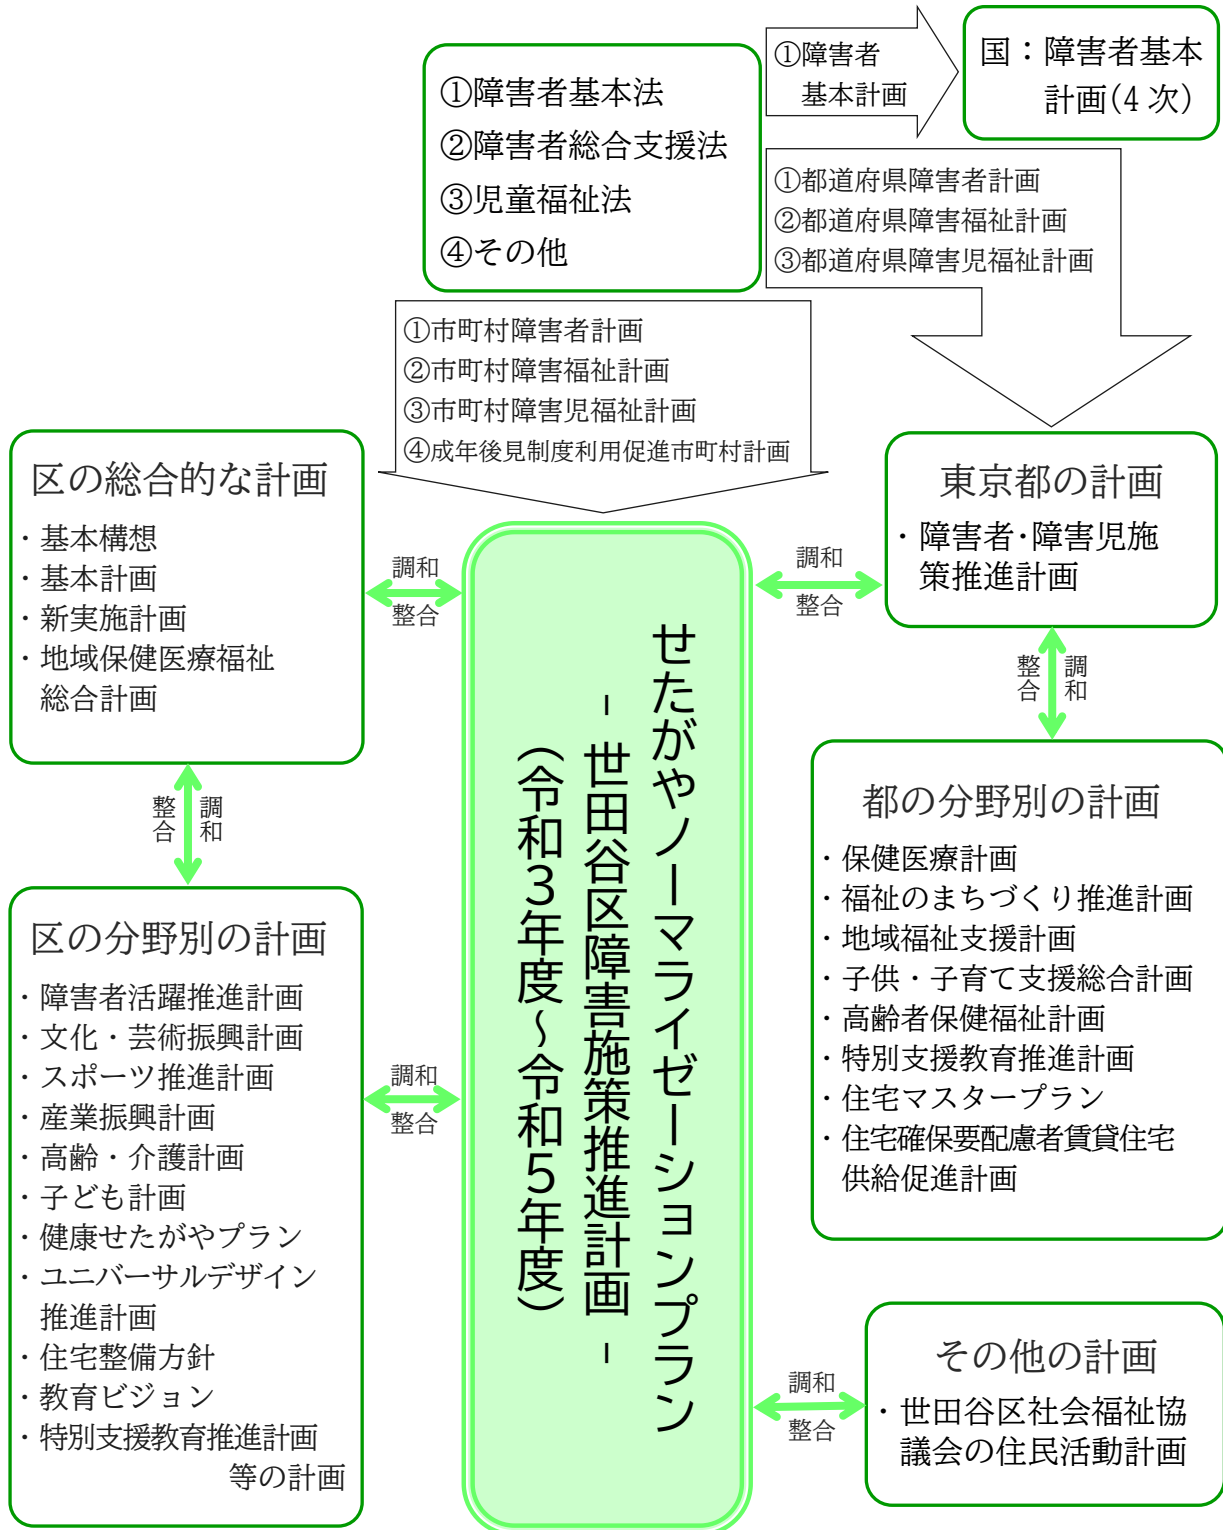 ①障害者基本法
②障害者総合支援法
③児童福祉法
④その他
①障害者
基本計画
国：障害者基本
計画(4次)
①都道府県障害者計画
②都道府県障害福祉計画
③都道府県障害児福祉計画
①市町村障害者計画
②市町村障害福祉計画
③市町村障害児福祉計画
④成年後見制度利用促進市町村計画
区の総合的な計画
・基本構想
・基本計画
・新実施計画
・地域保健医療福祉
総合計画
調和
整合
調和
整合
東京都の計画
・障害者･障害児施
策推進計画
調和
整合
調和
整合
せたがやノーマライゼーションプラン
- 世田谷区障害施策推進計画 -
（令和３年度～令和５年度）
区の分野別の計画
・障害者活躍推進計画
・文化・芸術振興計画
・スポーツ推進計画
・産業振興計画
・高齢・介護計画
・子ども計画
・健康せたがやプラン
・ユニバーサルデザイン
推進計画
・住宅整備方針
・教育ビジョン
・特別支援教育推進計画
等の計画
調和
整合
都の分野別の計画
・保健医療計画
・福祉のまちづくり推進計画
・地域福祉支援計画
・子供・子育て支援総合計画
・高齢者保健福祉計画
・特別支援教育推進計画
・住宅マスタープラン
・住宅確保要配慮者賃貸住宅
供給促進計画
調和
整合
その他の計画
・世田谷区社会福祉協
議会の住民活動計画